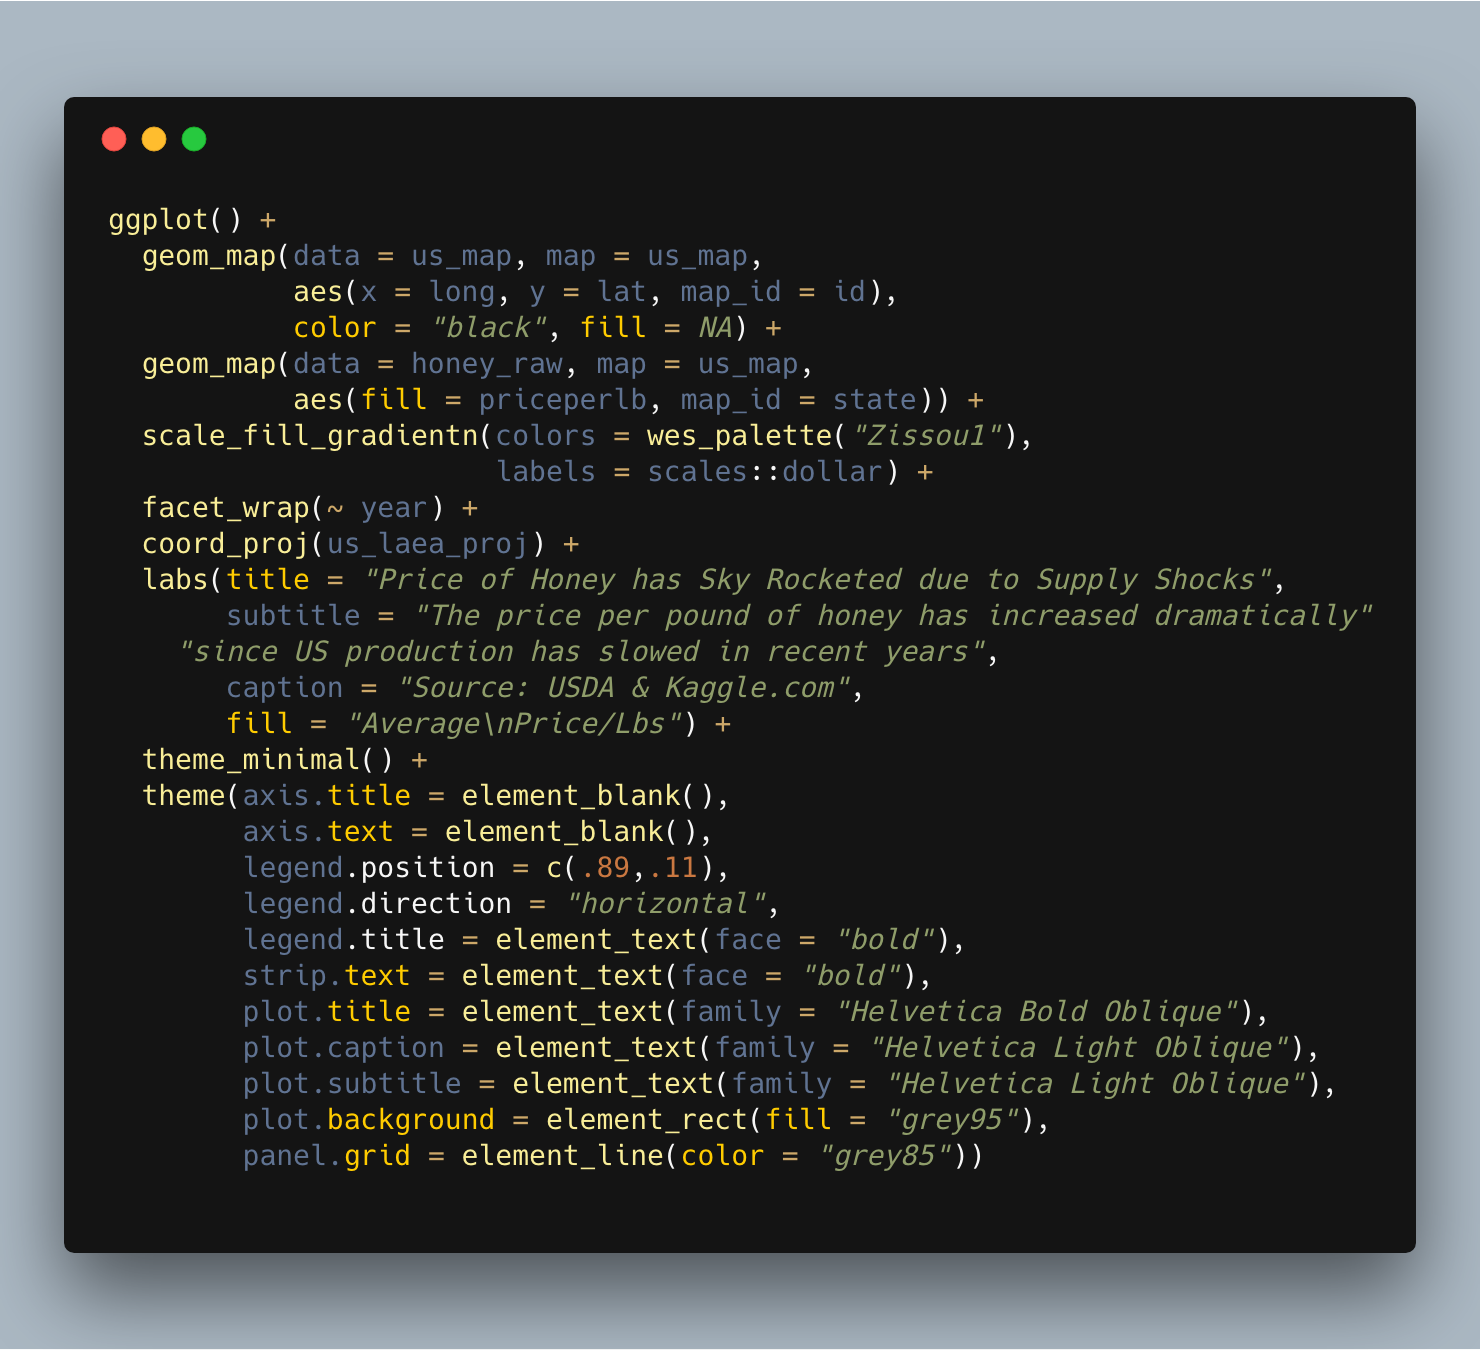 ggplot() +
  geom_map(data = us_map, map = us_map,
           aes(x = long, y = lat, map_id = id),
           color = "black", fill = NA) +
  geom_map(data = honey_raw, map = us_map,
           aes(fill = priceperlb, map_id = state)) +
  scale_fill_gradientn(colors = wes_palette("Zissou1"),
                       labels = scales::dollar) +
  facet_wrap(~ year) +
  coord_proj(us_laea_proj) +
  labs(title = "Price of Honey has Sky Rocketed due to Supply Shocks",
       subtitle = "The price per pound of honey has increased dramatically"
    "since US production has slowed in recent years",
       caption = "Source: USDA & Kaggle.com",
       fill = "Average\nPrice/Lbs") +
  theme_minimal() +
  theme(axis.title = element_blank(),
        axis.text = element_blank(),
        legend.position = c(.89,.11),
        legend.direction = "horizontal",
        legend.title = element_text(face = "bold"),
        strip.text = element_text(face = "bold"),
        plot.title = element_text(family = "Helvetica Bold Oblique"),
        plot.caption = element_text(family = "Helvetica Light Oblique"),
        plot.subtitle = element_text(family = "Helvetica Light Oblique"),
        plot.background = element_rect(fill = "grey95"),
        panel.grid = element_line(color = "grey85"))